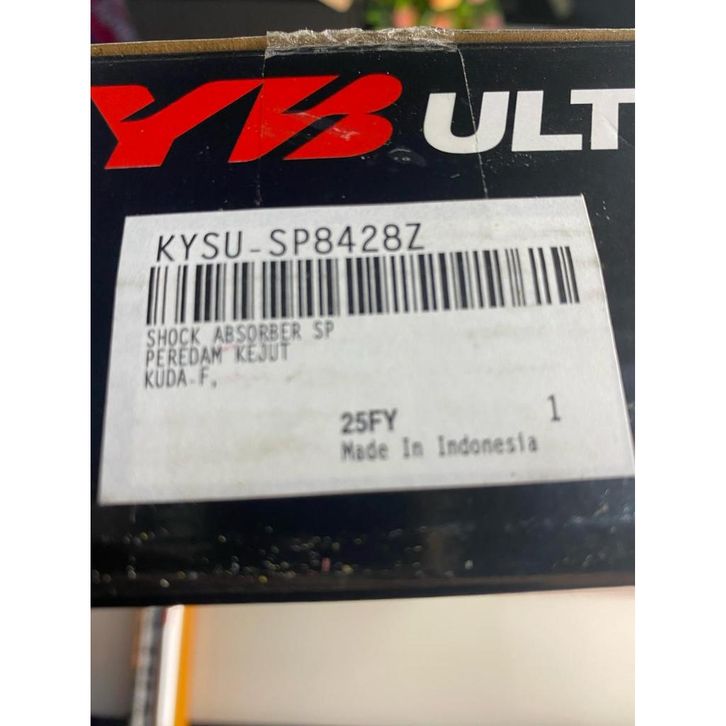 YB ULT
KYSU-SP8428Z
SHOCK ABSORBER SP
PEREDAM KEJUT
KUDA-F,
25FY 1
Made In Indonesia